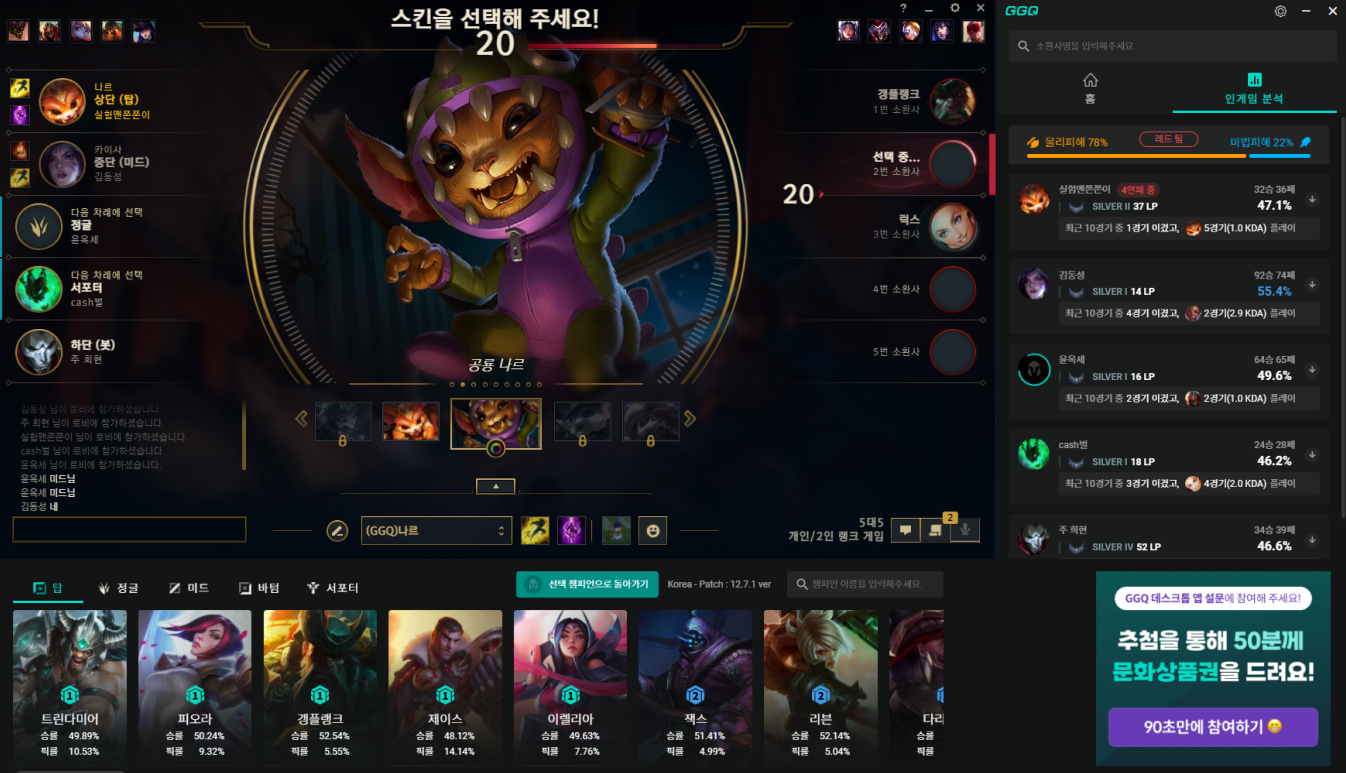 스킨을 선택해 주세요!
20
?
나르
상단 (탑)
실험맨쫀쫀이
카이사
중단 (미드)
김동성
다음 차례에 선택
정글
윤옥세
다음 차례에 선택
서포터
cash벌
하단 (봇)
주 희현
갱플랭크
1번 소환사
선택 중...
2번 소환사
20
럭스
3번 소환사
4번 소환사
5번 소환사
공룡 나르
김동성 님이 로비에 참가하셨습니다.
주 희현 님이 로비에 참가하셨습니다.
실험맨쫀쫀이 님이 로비에 참가하셨습니다.
cash벌 님이 로비에 참가하셨습니다.
윤옥세 님이 로비에 참가하셨습니다.
윤옥세 미드님
윤옥세 미드님
김동성 네
(GGQ)나르
5대5
개인/2인 랭크 게임
2
GGQ
소환사명을 입력해주세요.
홈
인게임 분석
물리피해 78%
레드 팀
마법피해 22%
실험맨쫀쫀이 4연패 중
32승 36패
SILVER II 37 LP
47.1%
최근 10경기 중 1경기 이겼고, 5경기(1.0 KDA) 플레이
김동성
92승 74패
SILVER I 14 LP
55.4%
최근 10경기 중 4경기 이겼고, 2경기(2.9 KDA) 플레이
윤옥세
64승 65패
SILVER I 16 LP
49.6%
최근 10경기 중 2경기 이겼고, 2경기(1.0 KDA) 플레이
cash벌
24승 28패
SILVER I 18 LP
46.2%
최근 10경기 중 3경기 이겼고, 4경기(2.0 KDA) 플레이
주 희현
34승 39패
SILVER IV 52 LP
46.6%
탑
정글
미드
바텀
서포터
선택 챔피언으로 돌아가기
Korea - Patch : 12.7.1 ver
챔피언 이름을 입력해주세요.
1
트린다미어
승률 49.89%
픽률 10.53%
1
피오라
승률 50.24%
픽률 9.32%
1
갱플랭크
승률 52.54%
픽률 5.55%
1
제이스
승률 48.12%
픽률 14.14%
1
이렐리아
승률 49.63%
픽률 7.76%
2
잭스
승률 51.41%
픽률 4.99%
2
리븐
승률 52.14%
픽률 5.04%
다리
승률
픽률
GGQ 데스크톱 앱 설문에 참여해 주세요!
추첨을 통해 50분께
문화상품권을 드려요!
90초만에 참여하기 😁